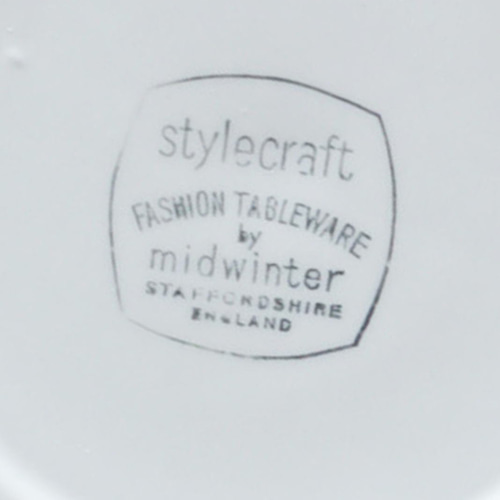 stylecraft
FASHION TABLEWARE
by
midwinter
STAFFORDSHIRE
ENGLAND